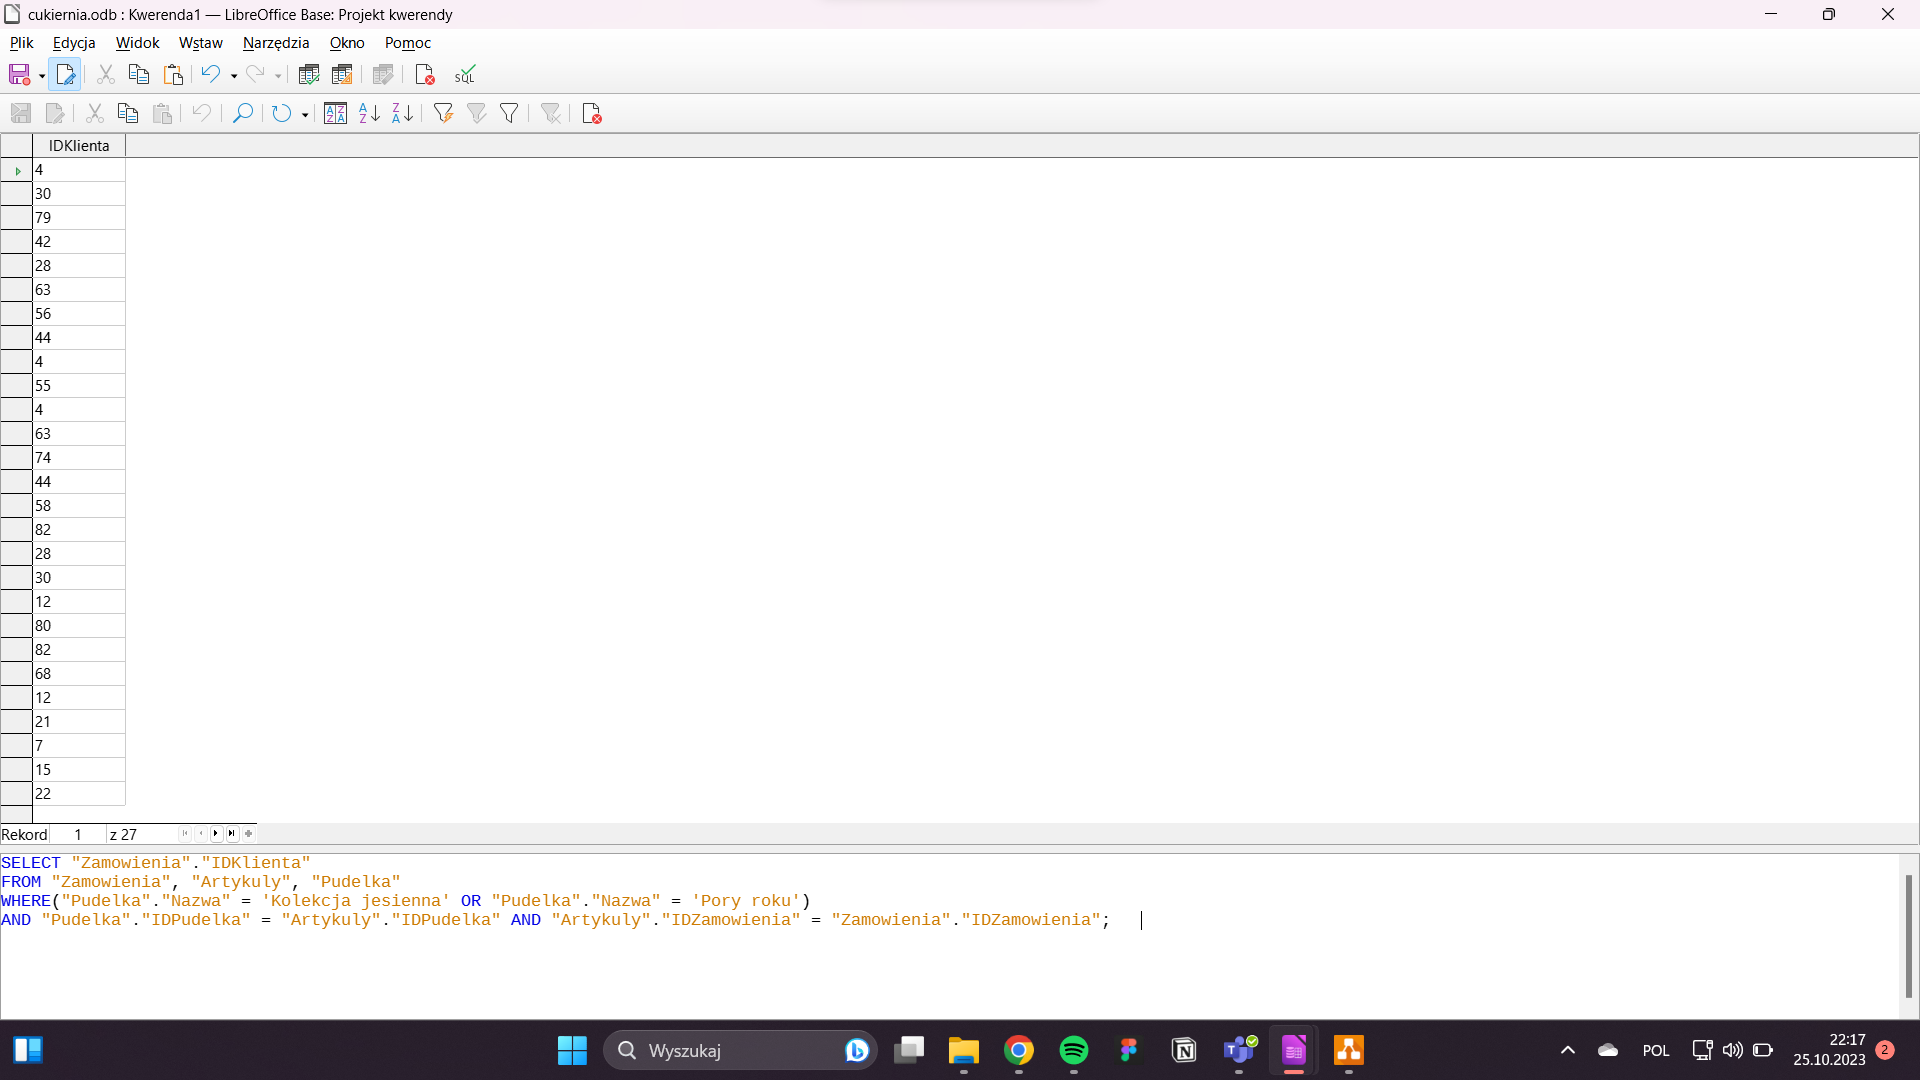 cukiernia.odb : Kwerenda1 — LibreOffice Base: Projekt kwerendy
Plik Edycja Widok Wstaw Narzędzia Okno Pomoc
SQL
IDKlienta
4
30
79
42
28
63
56
44
4
55
4
63
74
44
58
82
28
30
12
80
82
68
12
21
7
15
22
Rekord 1 z 27
SELECT "Zamowienia"."IDKlienta"
FROM "Zamowienia", "Artykuly", "Pudelka"
WHERE("Pudelka"."Nazwa" = 'Kolekcja jesienna' OR "Pudelka"."Nazwa" = 'Pory roku')
AND "Pudelka"."IDPudelka" = "Artykuly"."IDPudelka" AND "Artykuly"."IDZamowienia" = "Zamowienia"."IDZamowienia";
Wyszukaj
POL
22:17
25.10.2023
2